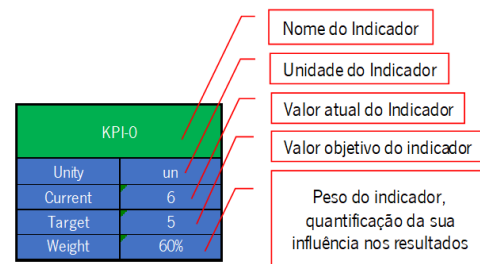 Nome do Indicador
Unidade do Indicador
Valor atual do Indicador
Valor objetivo do indicador
Peso do indicador,
quantificação da sua
influência nos resultados
KPI-0
Unity un
Current 6
Target 5
Weight 60%